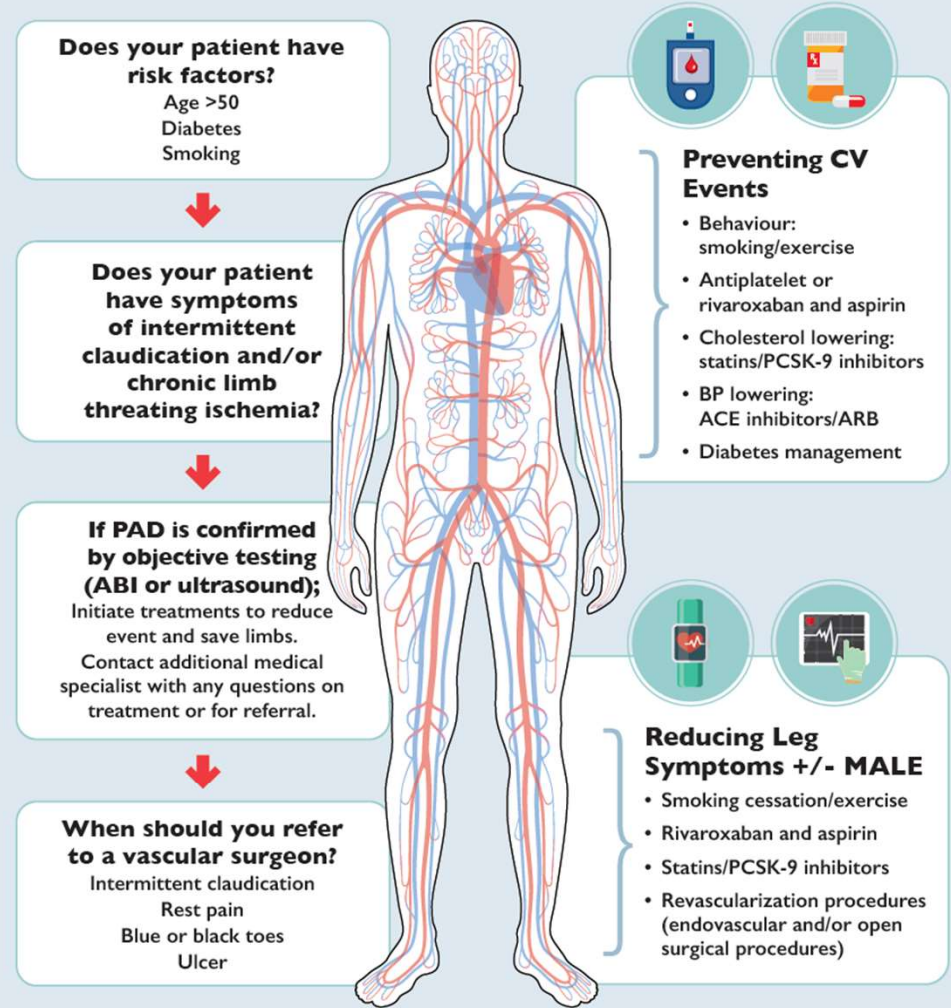 Does your patient have
risk factors?
Age >50
Diabetes
Smoking
Does your patient
have symptoms
of intermittent
claudication and/or
chronic limb
threating ischemia?
If PAD is confirmed
by objective testing
(ABI or ultrasound);
Initiate treatments to reduce
event and save limbs.
Contact additional medical
specialist with any questions on
treatment or for referral.
When should you refer
to a vascular surgeon?
Intermittent claudication
Rest pain
Blue or black toes
Ulcer
RX
Preventing CV
Events
• Behaviour:
smoking/exercise
• Antiplatelet or
rivaroxaban and aspirin
• Cholesterol lowering:
statins/PCSK-9 inhibitors
• BP lowering:
ACE inhibitors/ARB
• Diabetes management
Reducing Leg
Symptoms +/- MALE
• Smoking cessation/exercise
• Rivaroxaban and aspirin
• Statins/PCSK-9 inhibitors
• Revascularization procedures
(endovascular and/or open
surgical procedures)